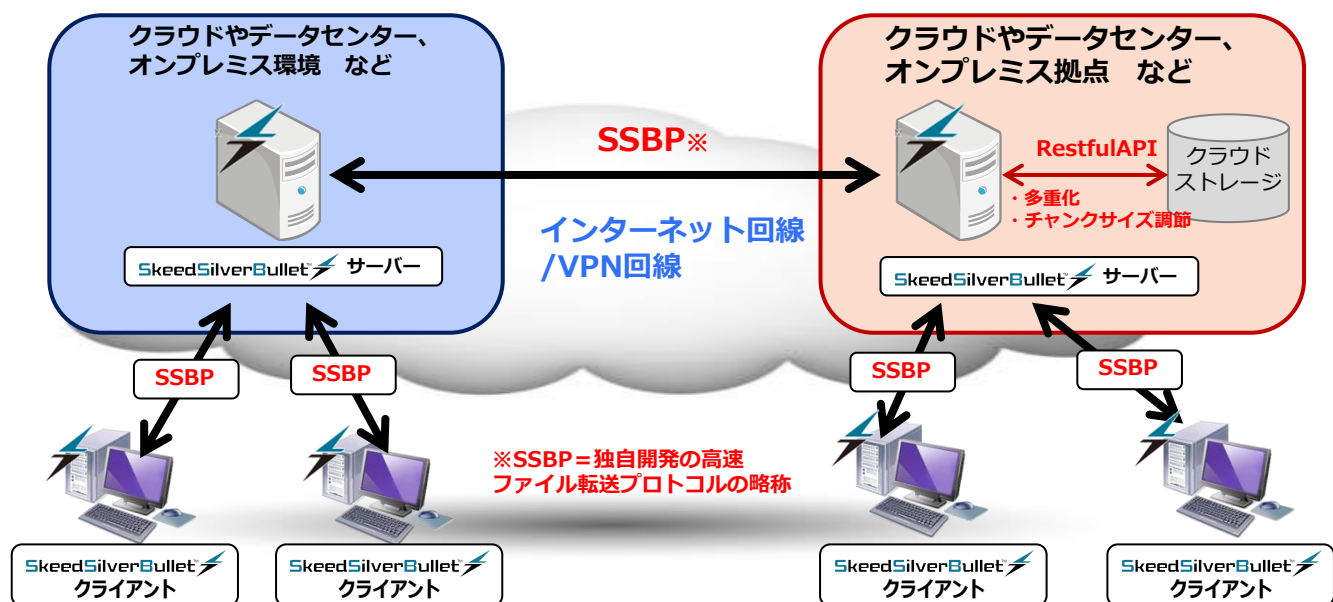 クラウドやデータセンター、
オンプレミス環境　など
SkeedSilverBullet™ サーバー
SSBP※
インターネット回線
/VPN回線
クラウドやデータセンター、
オンプレミス拠点　など
RestfulAPI
・多重化
・チャンクサイズ調節
クラウド
ストレージ
SkeedSilverBullet™ サーバー
SSBP
SSBP
SSBP
SSBP
※SSBP＝独自開発の高速
ファイル転送プロトコルの略称
SkeedSilverBullet™
クライアント
SkeedSilverBullet™
クライアント
SkeedSilverBullet™
クライアント
SkeedSilverBullet™
クライアント